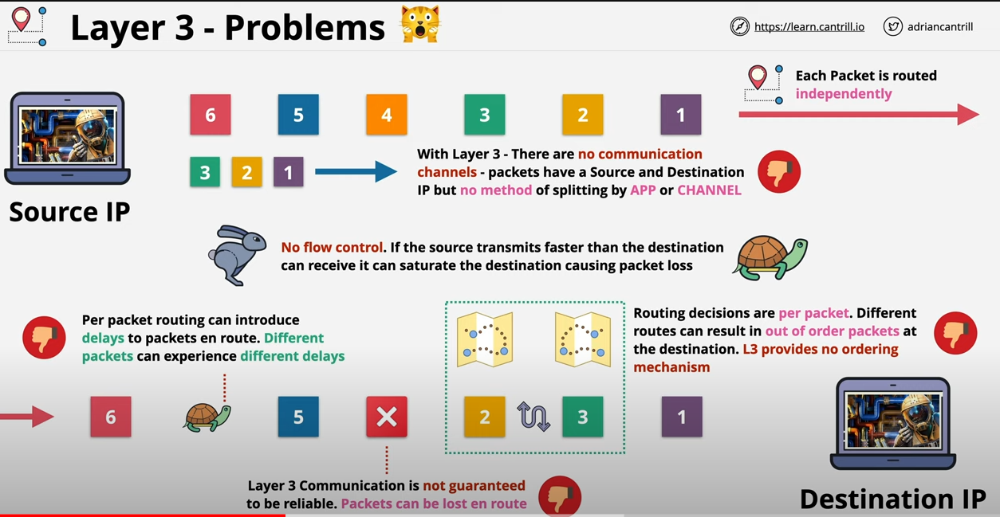 Layer 3 - Problems
https://learn.cantrill.io
adriancantrill
Each Packet is routed
independently
6 5 4 3 2 1
3 2 1
With Layer 3 - There are no communication
channels - packets have a Source and Destination
IP but no method of splitting by APP or CHANNEL
Source IP
No flow control. If the source transmits faster than the destination
can receive it can saturate the destination causing packet loss
Per packet routing can introduce
delays to packets en route. Different
packets can experience different delays
Routing decisions are per packet. Different
routes can result in out of order packets at
the destination. L3 provides no ordering
mechanism
6 5 2 3 1
Layer 3 Communication is not guaranteed
to be reliable. Packets can be lost en route
Destination IP